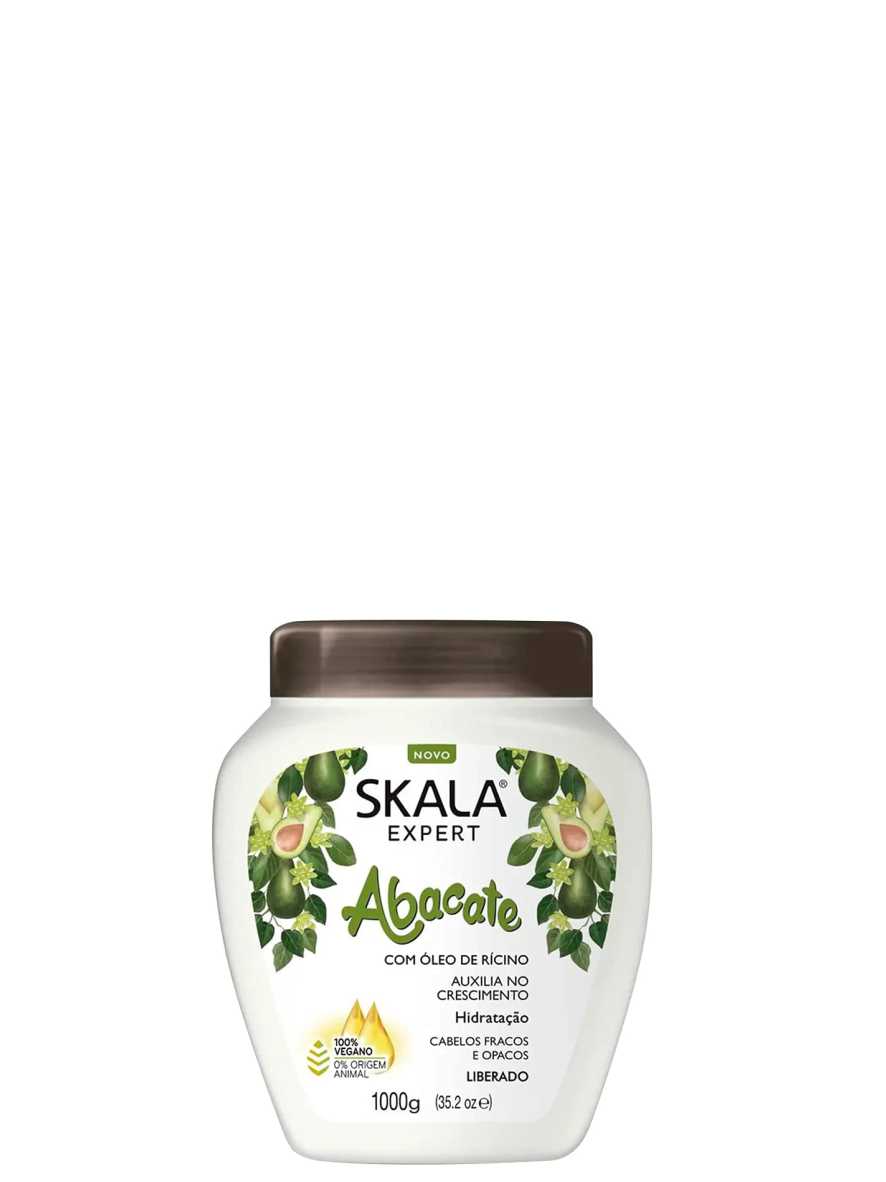 NOVO
SKALA®
EXPERT
Abacate
COM ÓLEO DE RÍCINO
AUXILIA NO
CRESCIMENTO
Hidratação
CABELOS FRACOS
E OPACOS
LIBERADO
100%
VEGANO
0% ORIGEM
ANIMAL
1000g (35.2 oz e)